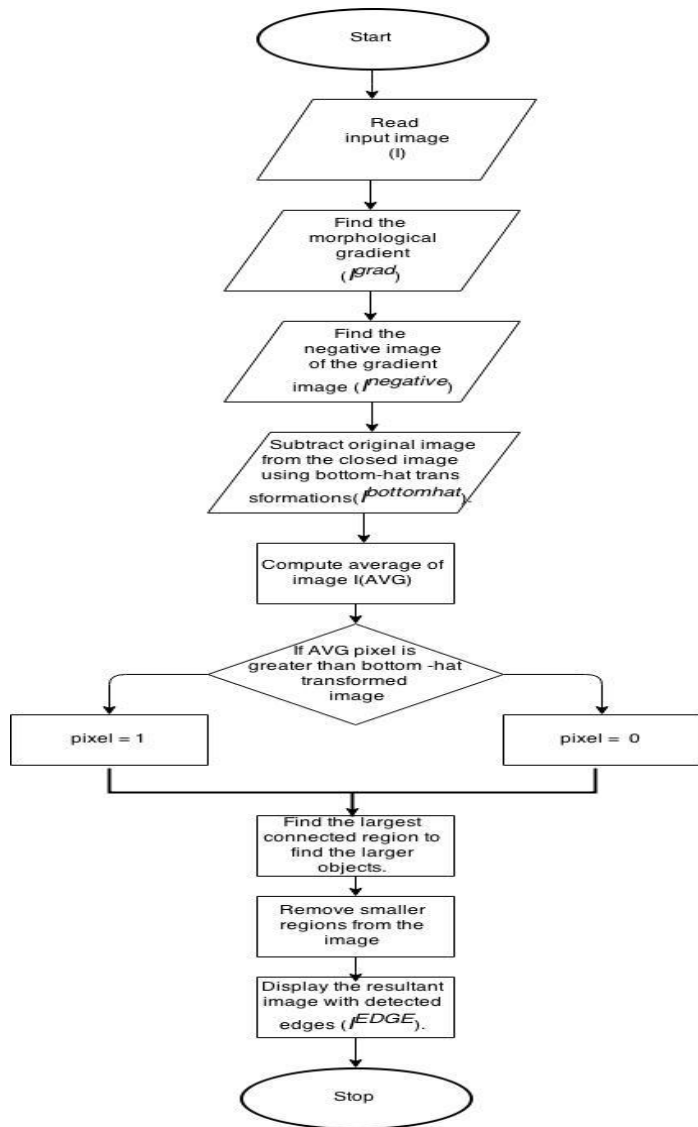 Start
Read
input image
(I)
Find the
morphological
gradient
(I^grad)
Find the
negative image
of the gradient
image (I^negative)
Subtract original image
from the closed image
using bottom-hat trans
sformations(I^bottomhat).
Compute average of
image I(AVG)
If AVG pixel is
greater than bottom -hat
transformed
image
pixel = 1
pixel = 0
Find the largest
connected region to
find the larger
objects.
Remove smaller
regions from the
image
Display the resultant
image with detected
edges (I^EDGE).
Stop